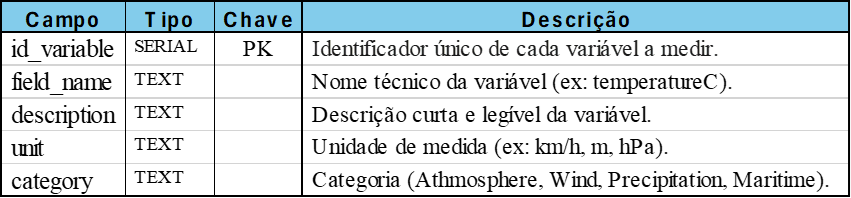 Campo Tipo Chave Descrição
id_variable SERIAL PK Identificador único de cada variável a medir.
field_name TEXT Nome técnico da variável (ex: temperatureC).
description TEXT Descrição curta e legível da variável.
unit TEXT Unidade de medida (ex: km/h, m, hPa).
category TEXT Categoria (Athmosphere, Wind, Precipitation, Maritime).